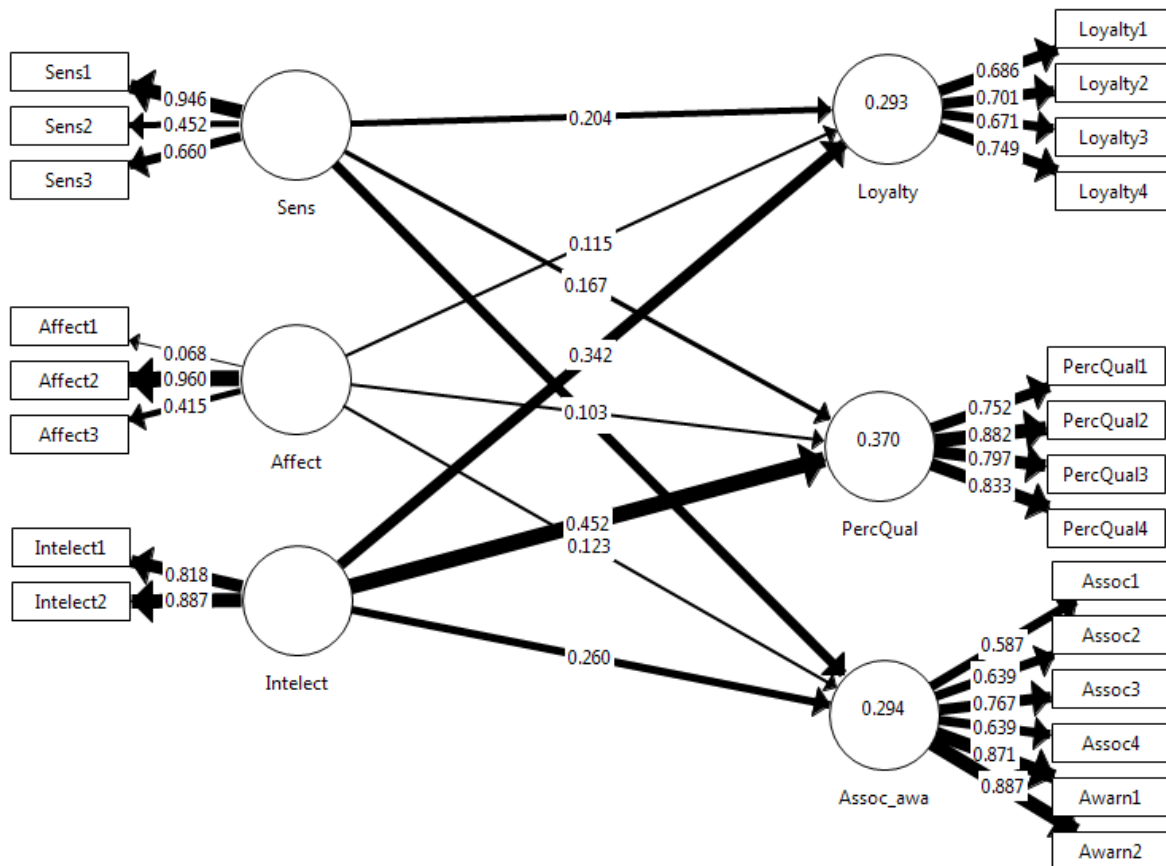 Sens1
Sens2
Sens3
0.946
0.452
0.660
Sens
Affect1
Affect2
Affect3
0.068
0.960
0.415
Affect
Intelect1
Intelect2
0.818
0.887
Intelect
0.204
0.115
0.167
0.342
0.103
0.452
0.123
0.260
0.293
Loyalty
0.686
0.701
0.671
0.749
Loyalty1
Loyalty2
Loyalty3
Loyalty4
0.370
PercQual
0.752
0.882
0.797
0.833
PercQual1
PercQual2
PercQual3
PercQual4
0.294
Assoc_awa
0.587
0.639
0.767
0.639
0.871
0.887
Assoc1
Assoc2
Assoc3
Assoc4
Awarn1
Awarn2